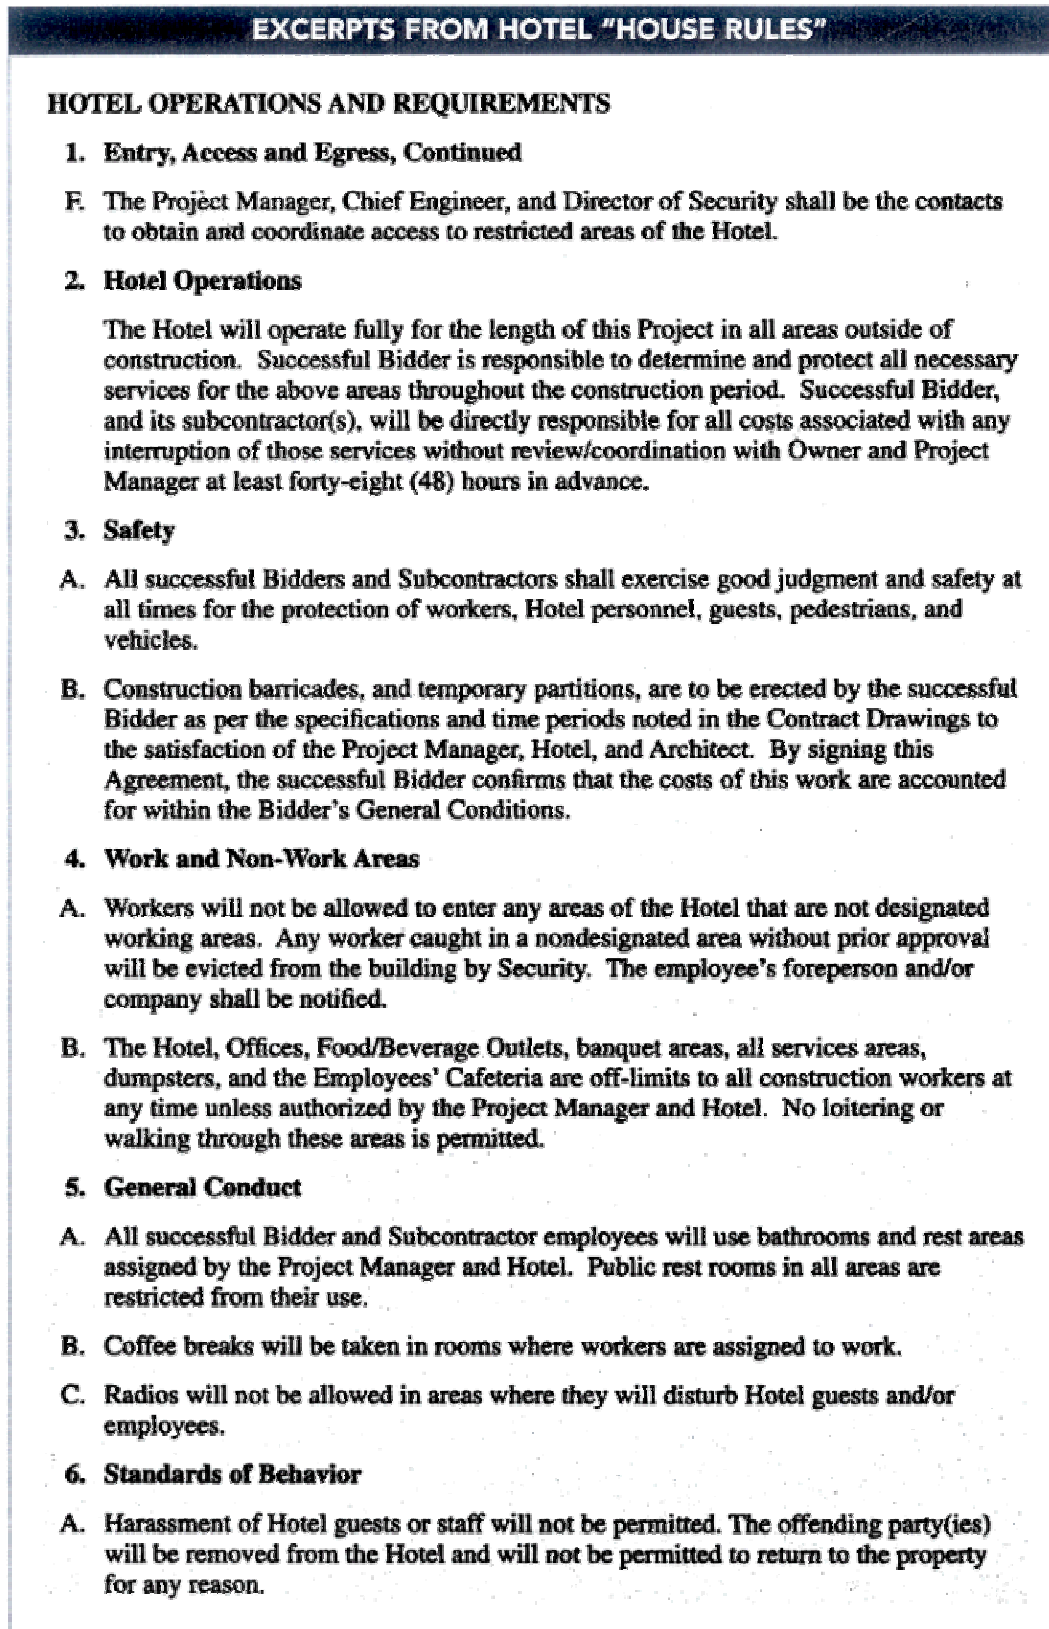 EXCERPTS FROM HOTEL "HOUSE RULES"
HOTEL OPERATIONS AND REQUIREMENTS
1. Entry, Access and Egress, Continued
F. The Project Manager, Chief Engineer, and Director of Security shall be the contacts
to obtain and coordinate access to restricted areas of the Hotel.
2. Hotel Operations
The Hotel will operate fully for the length of this Project in all areas outside of
construction. Successful Bidder is responsible to determine and protect all necessary
services for the above areas throughout the construction period. Successful Bidder,
and its subcontractor(s), will be directly responsible for all costs associated with any
interruption of those services without review/coordination with Owner and Project
Manager at least forty-eight (48) hours in advance.
3. Safety
A. All successful Bidders and Subcontractors shall exercise good judgment and safety at
all times for the protection of workers, Hotel personnel, guests, pedestrians, and
vehicles.
B. Construction barricades, and temporary partitions, are to be erected by the successful
Bidder as per the specifications and time periods noted in the Contract Drawings to
the satisfaction of the Project Manager, Hotel, and Architect. By signing this
Agreement, the successful Bidder confirms that the costs of this work are accounted
for within the Bidder's General Conditions.
4. Work and Non-Work Areas
A. Workers will not be allowed to enter any areas of the Hotel that are not designated
working areas. Any worker caught in a nondesignated area without prior approval
will be evicted from the building by Security. The employee's foreperson and/or
company shall be notified.
B. The Hotel, Offices, Food/Beverage Outlets, banquet areas, all services areas,
dumpsters, and the Employees' Cafeteria are off-limits to all construction workers at
any time unless authorized by the Project Manager and Hotel. No loitering or
walking through these areas is permitted.
5. General Conduct
A. All successful Bidder and Subcontractor employees will use bathrooms and rest areas
assigned by the Project Manager and Hotel. Public rest rooms in all areas are
restricted from their use.
B. Coffee breaks will be taken in rooms where workers are assigned to work.
C. Radios will not be allowed in areas where they will disturb Hotel guests and/or
employees.
6. Standards of Behavior
A. Harassment of Hotel guests or staff will not be permitted. The offending party(ies)
will be removed from the Hotel and will not be permitted to return to the property
for any reason.